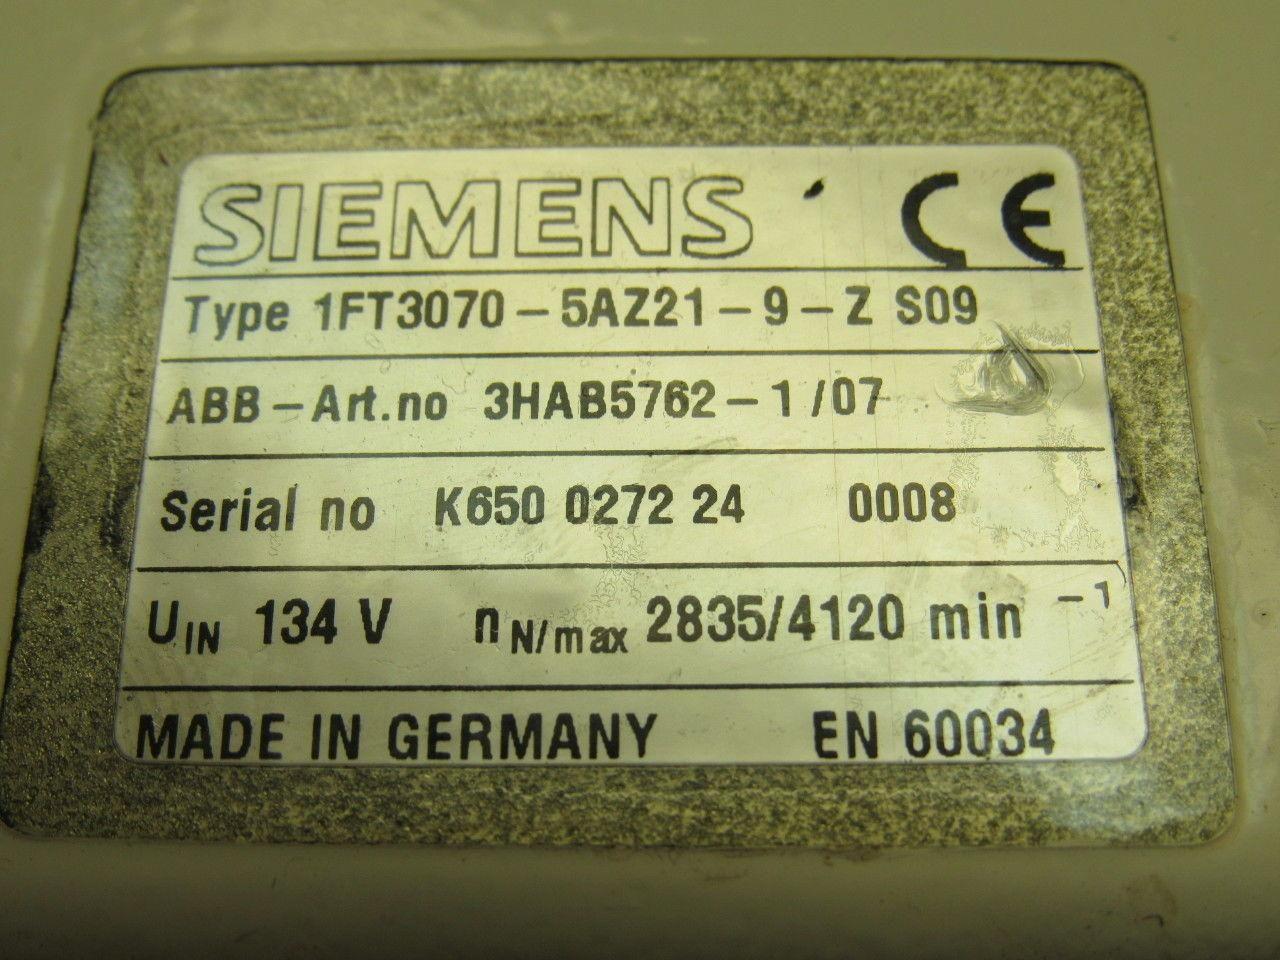 SIEMENS CE
Type 1FT3070-5AZ21-9-Z S09
ABB-Art.no 3HAB5762-1/07
Serial no K650 0272 24 0008
UIN 134 V nN/max 2835/4120 min⁻¹
MADE IN GERMANY EN 60034